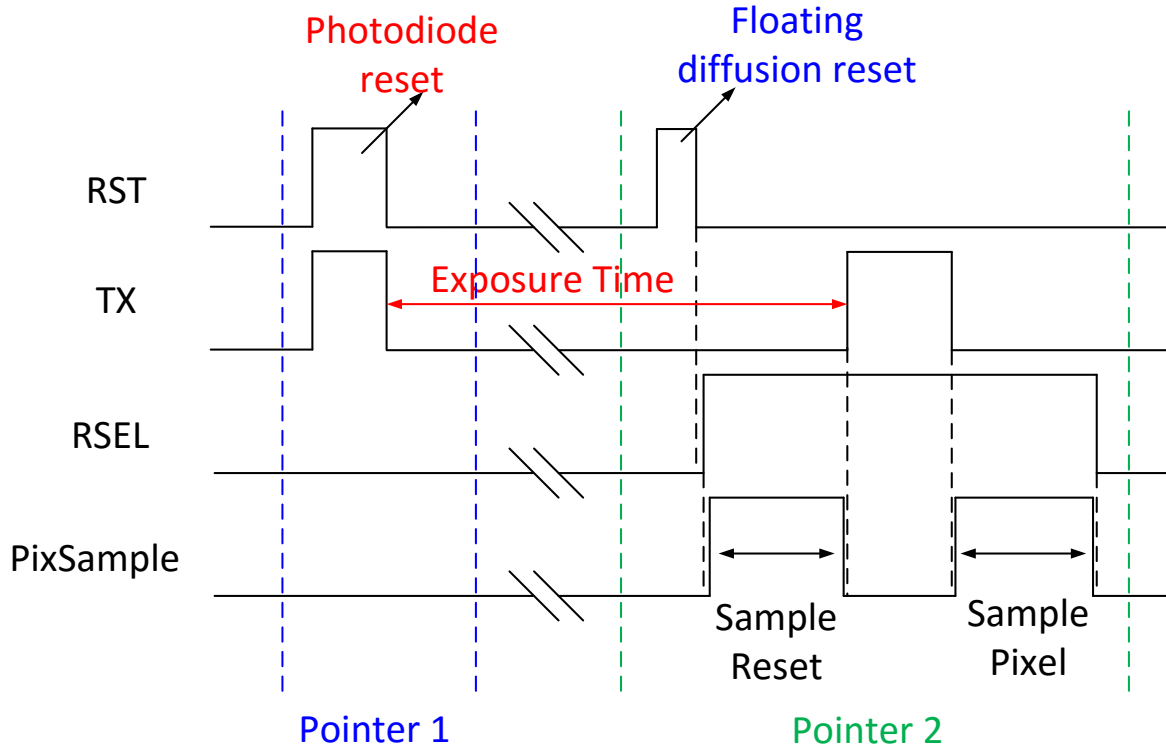 Photodiode
reset
Floating
diffusion reset
RST
TX
Exposure Time
RSEL
PixSample
Sample
Reset
Sample
Pixel
Pointer 1
Pointer 2